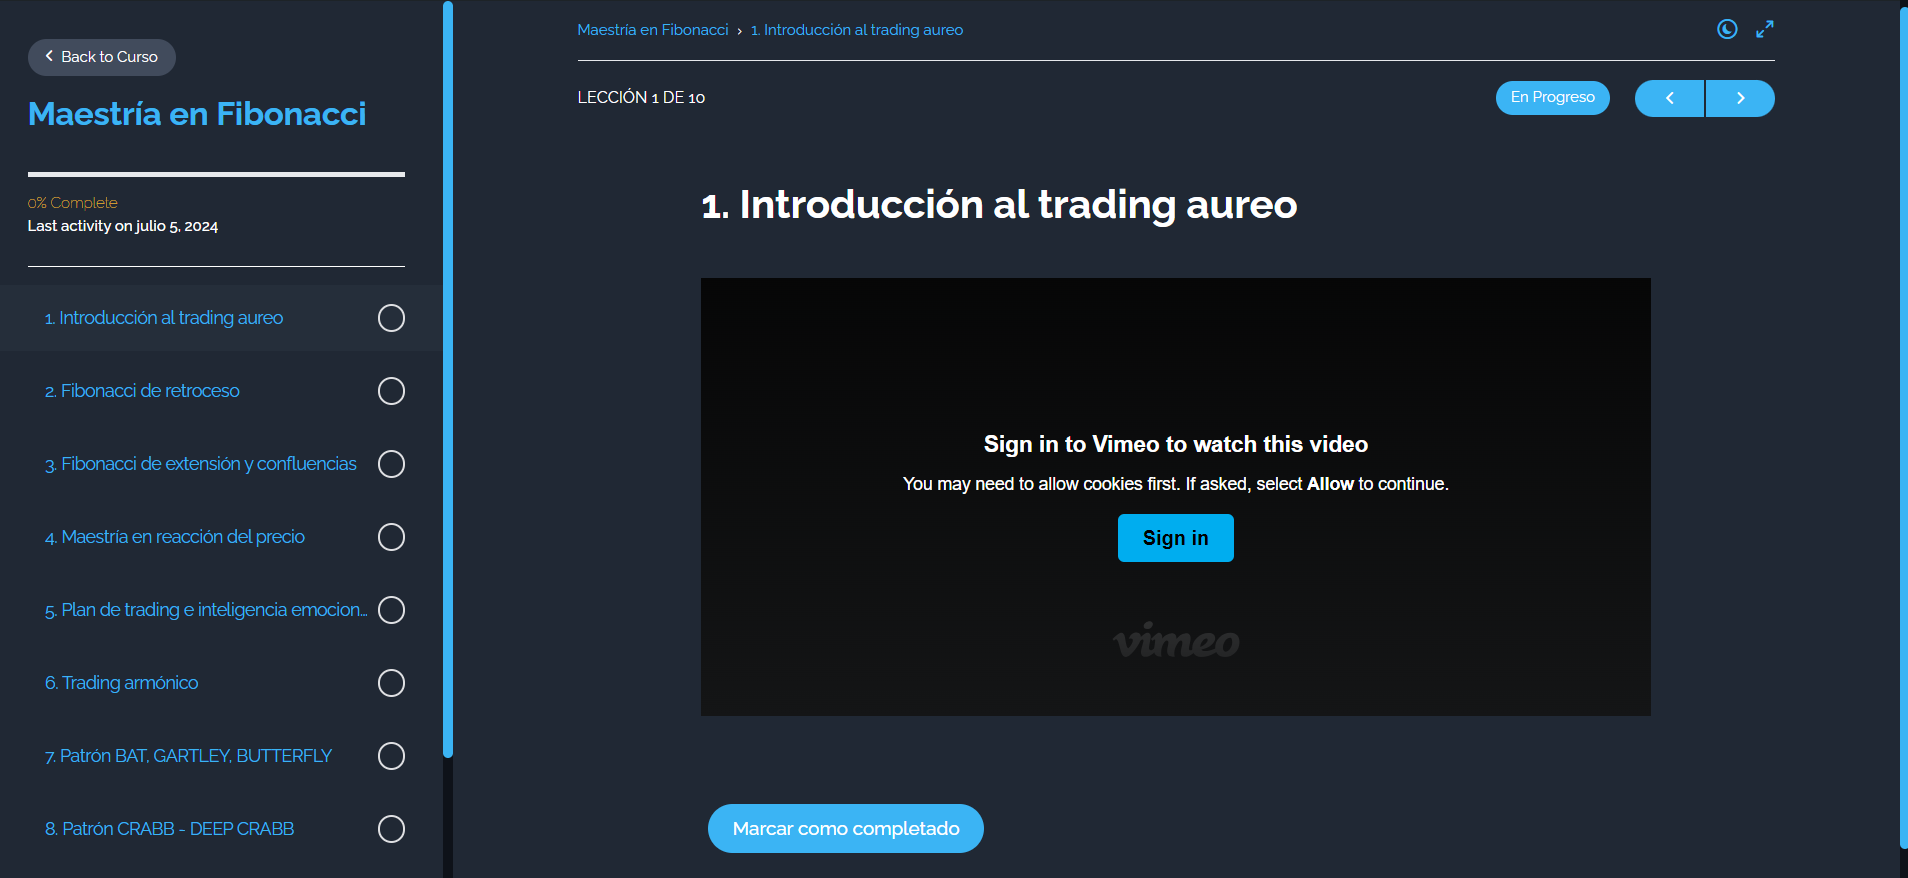 Back to Curso
Maestría en Fibonacci
0% Complete
Last activity on julio 5, 2024
1. Introducción al trading aureo
2. Fibonacci de retroceso
3. Fibonacci de extensión y confluencias
4. Maestría en reacción del precio
5. Plan de trading e inteligencia emocion...
6. Trading armónico
7. Patrón BAT, GARTLEY, BUTTERFLY
8. Patrón CRABB - DEEP CRABB
Maestría en Fibonacci › 1. Introducción al trading aureo
LECCIÓN 1 DE 10
En Progreso
1. Introducción al trading aureo
Sign in to Vimeo to watch this video
You may need to allow cookies first. If asked, select Allow to continue.
Sign in
vimeo
Marcar como completado